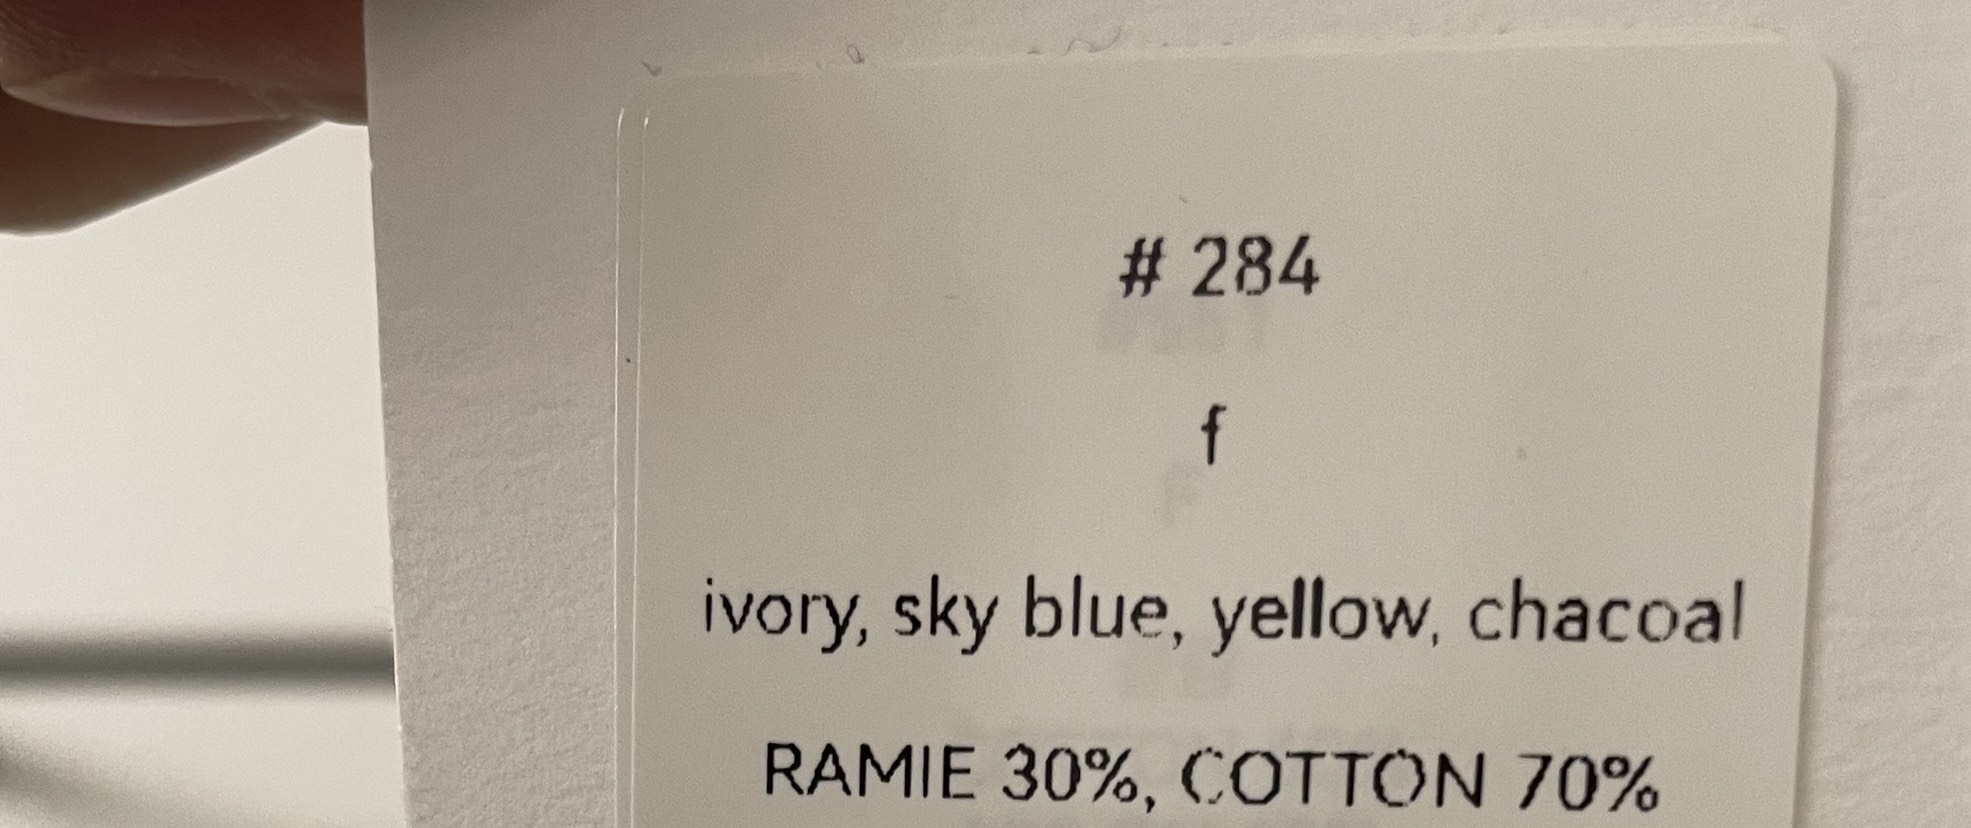 # 284
f
ivory, sky blue, yellow, chacoal
RAMIE 30%, COTTON 70%